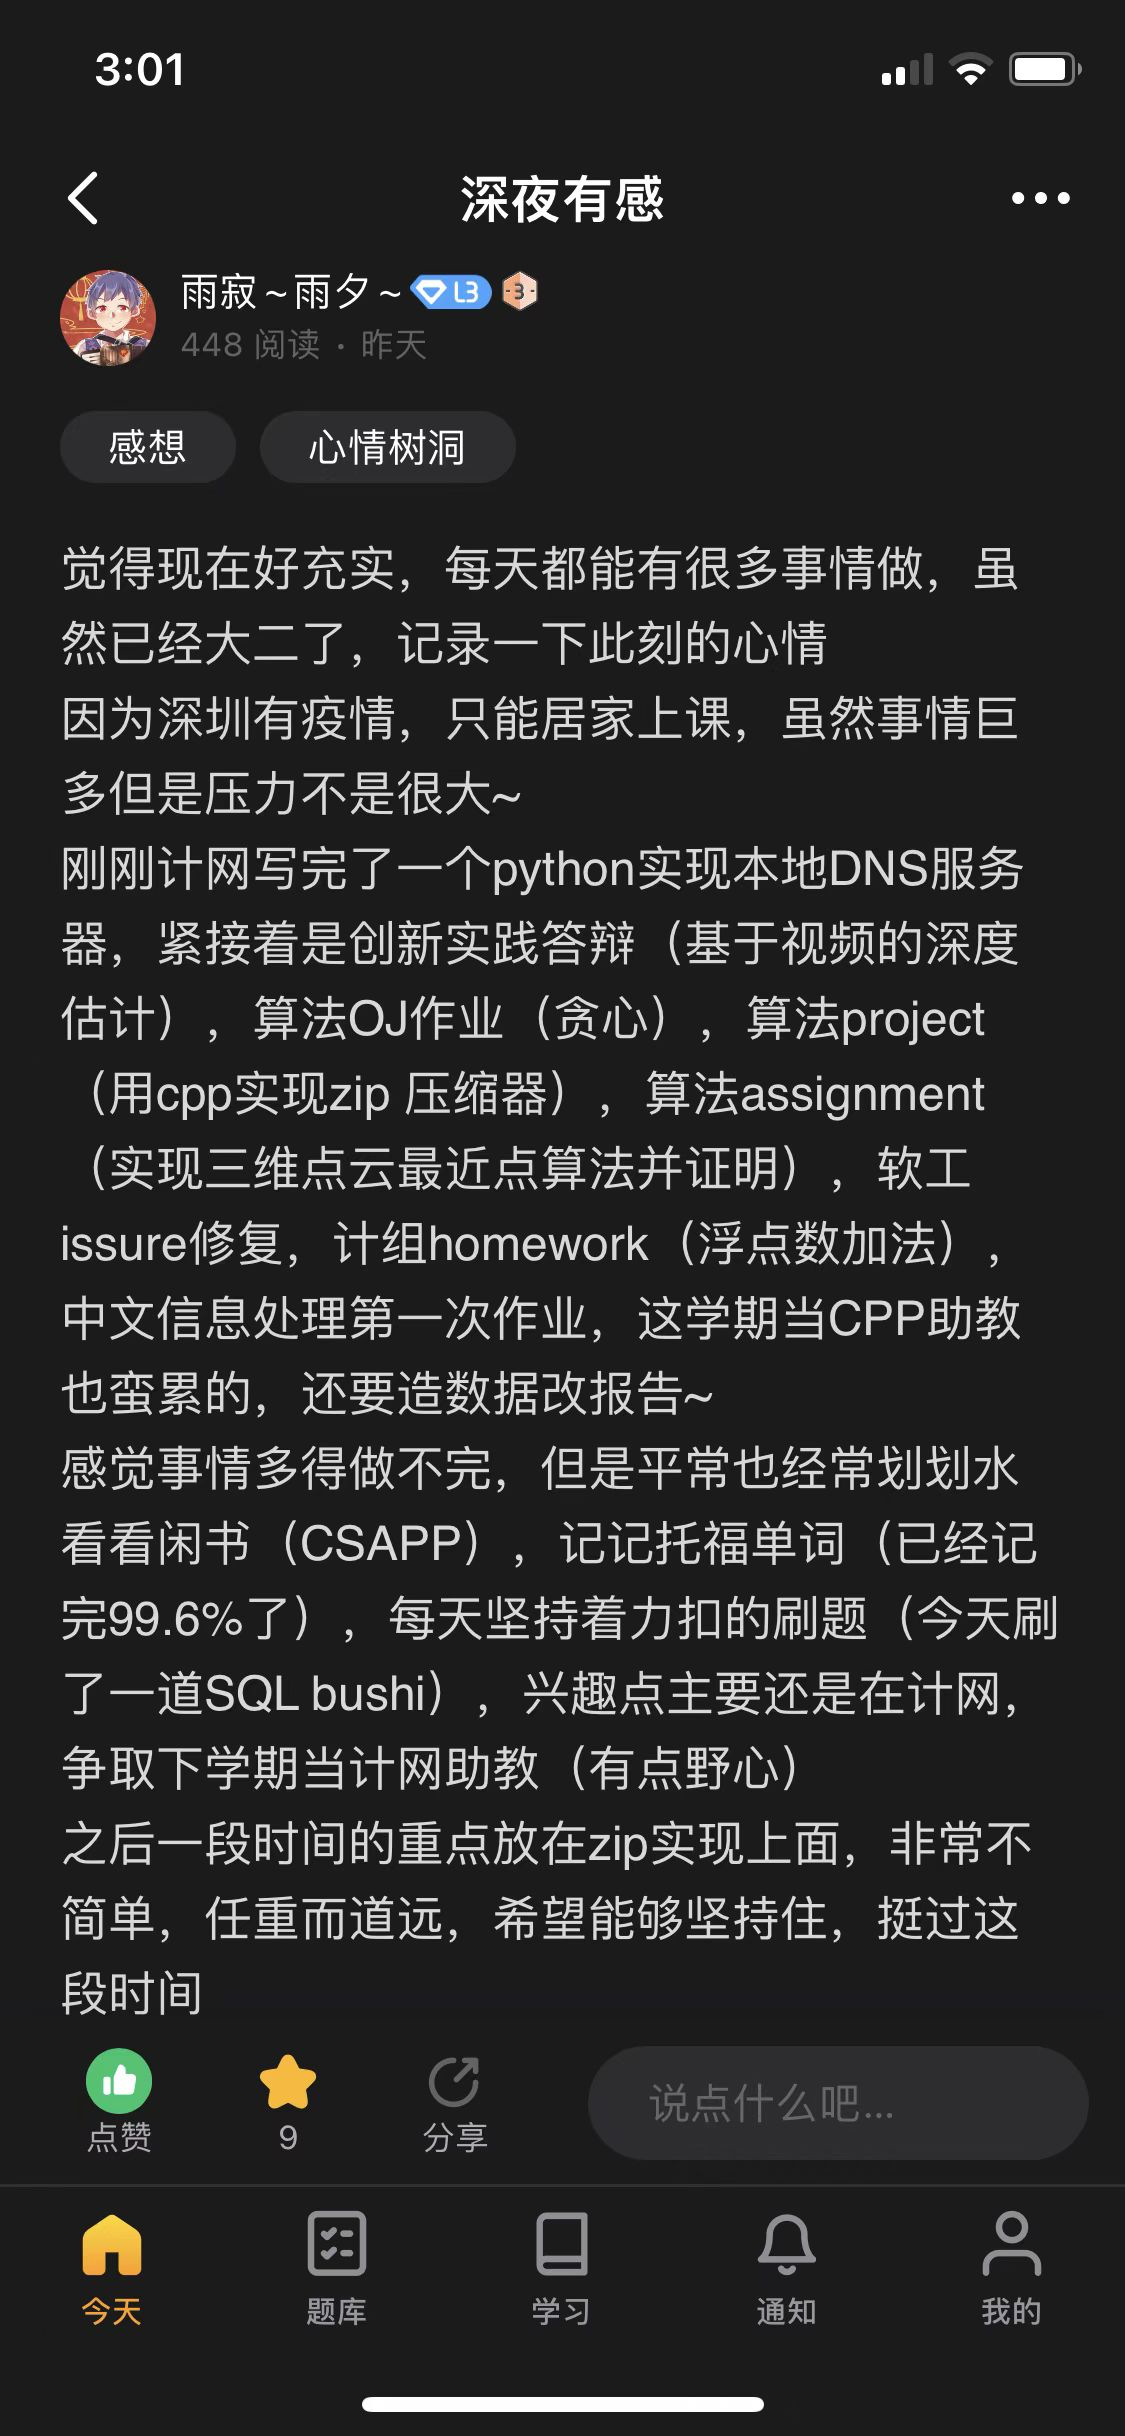 3:01
深夜有感
雨寂～雨夕～ L3 3
448 阅读 · 昨天
感想 心情树洞
觉得现在好充实，每天都能有很多事情做，虽
然已经大二了，记录一下此刻的心情
因为深圳有疫情，只能居家上课，虽然事情巨
多但是压力不是很大~
刚刚计网写完了一个python实现本地DNS服务
器，紧接着是创新实践答辩（基于视频的深度
估计），算法OJ作业（贪心），算法project
（用cpp实现zip 压缩器），算法assignment
（实现三维点云最近点算法并证明），软工
issure修复，计组homework（浮点数加法），
中文信息处理第一次作业，这学期当CPP助教
也蛮累的，还要造数据改报告~
感觉事情多得做不完，但是平常也经常划划水
看看闲书（CSAPP），记记托福单词（已经记
完99.6%了），每天坚持着力扣的刷题（今天刷
了一道SQL bushi），兴趣点主要还是在计网，
争取下学期当计网助教（有点野心）
之后一段时间的重点放在zip实现上面，非常不
简单，任重而道远，希望能够坚持住，挺过这
段时间
点赞 9 分享 说点什么吧...
今天 题库 学习 通知 我的